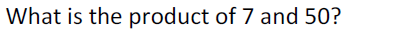 What is the product of 7 and 50?